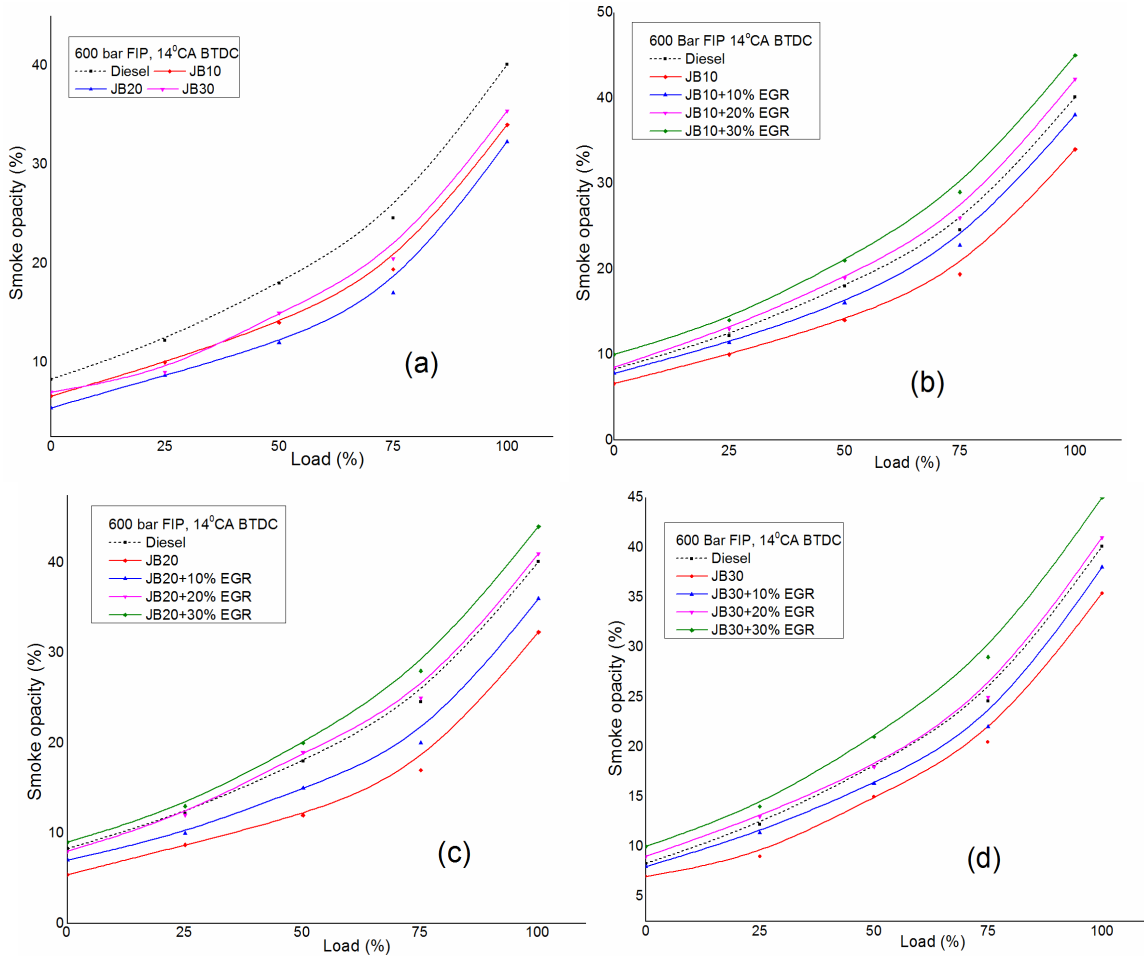 600 bar FIP, 14⁰CA BTDC
Diesel JB10
JB20 JB30
Smoke opacity (%)
40
30
20
10
0 25 50 75 100
Load (%)
(a)
600 Bar FIP 14⁰CA BTDC
Diesel
JB10
JB10+10% EGR
JB10+20% EGR
JB10+30% EGR
Smoke opacity (%)
50
40
30
20
10
0
0 25 50 75 100
Load (%)
(b)
600 bar FIP, 14⁰CA BTDC
Diesel
JB20
JB20+10% EGR
JB20+20% EGR
JB20+30% EGR
Smoke opacity (%)
40
30
20
10
0
0 25 50 75 100
Load (%)
(c)
600 Bar FIP, 14⁰CA BTDC
Diesel
JB30
JB30+10% EGR
JB30+20% EGR
JB30+30% EGR
Smoke opacity (%)
45
40
35
30
25
20
15
10
5
0 25 50 75 100
Load (%)
(d)